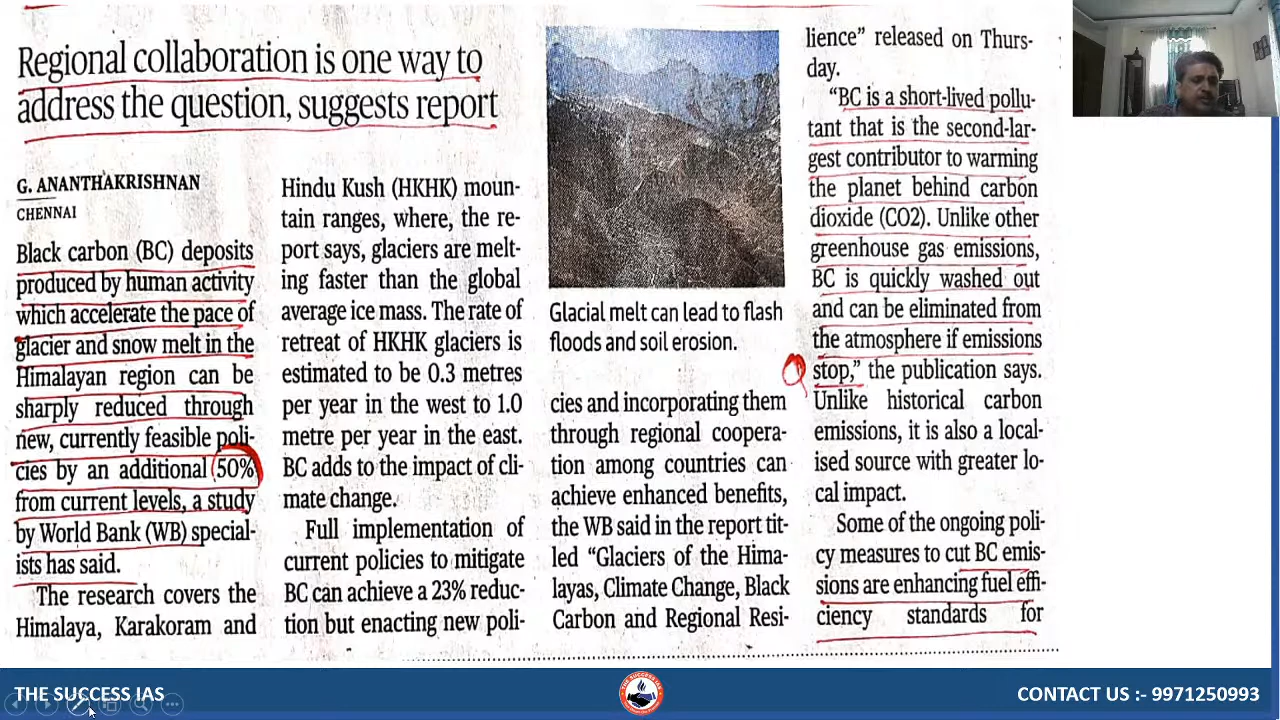 Regional collaboration is one way to
address the question, suggests report
G. ANANTHAKRISHNAN
CHENNAI
Black carbon (BC) deposits
produced by human activity
which accelerate the pace of
glacier and snow melt in the
Himalayan region can be
sharply reduced through
new, currently feasible poli-
cies by an additional 50%
from current levels, a study
by World Bank (WB) special-
ists has said.
The research covers the
Himalaya, Karakoram and
Hindu Kush (HKHK) moun-
tain ranges, where, the re-
port says, glaciers are melt-
ing faster than the global
average ice mass. The rate of
retreat of HKHK glaciers is
estimated to be 0.3 metres
per year in the west to 1.0
metre per year in the east.
BC adds to the impact of cli-
mate change.
Full implementation of
current policies to mitigate
BC can achieve a 23% reduc-
tion but enacting new poli-
Glacial melt can lead to flash
floods and soil erosion.
cies and incorporating them
through regional coopera-
tion among countries can
achieve enhanced benefits,
the WB said in the report tit-
led “Glaciers of the Hima-
layas, Climate Change, Black
Carbon and Regional Resi-
lience” released on Thurs-
day.
“BC is a short-lived pollu-
tant that is the second-lar-
gest contributor to warming
the planet behind carbon
dioxide (CO2). Unlike other
greenhouse gas emissions,
BC is quickly washed out
and can be eliminated from
the atmosphere if emissions
stop,” the publication says.
Unlike historical carbon
emissions, it is also a local-
ised source with greater lo-
cal impact.
Some of the ongoing poli-
cy measures to cut BC emis-
sions are enhancing fuel effi-
ciency standards for
THE SUCCESS IAS
CONTACT US :- 9971250993